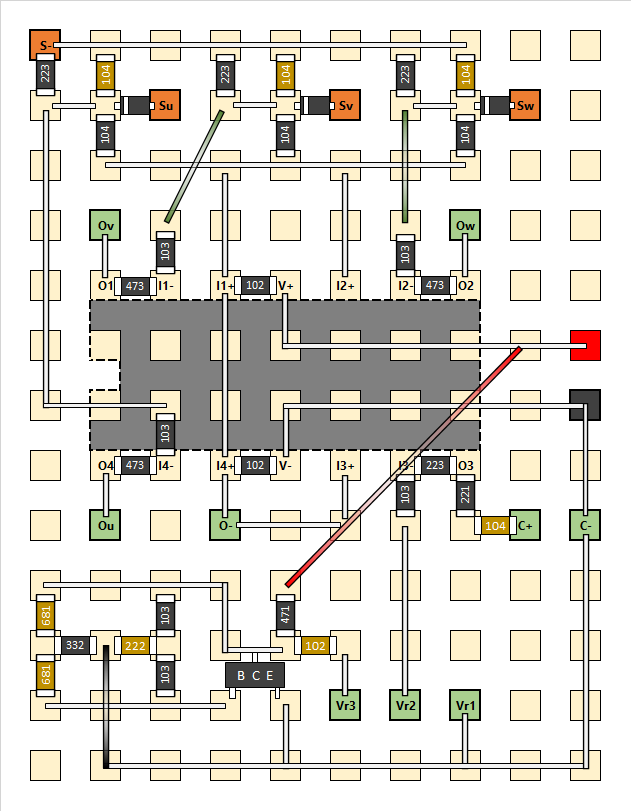 S-
223 104 223 104 223 104
Su Sv Sw
104 104 104
Ov Ow
103 103
O1 473 I1- I1+ 102 V+ I2+ I2- 473 O2
103
O4 473 I4- I4+ 102 V- I3+ I3- 223 O3
103 221
Ou O- 104 C+ C-
681 103 471
332 222 102
681 103 B C E
Vr3 Vr2 Vr1